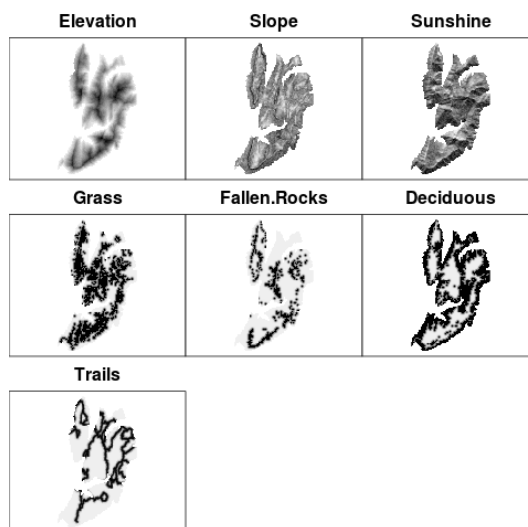 Elevation
Slope
Sunshine
Grass
Fallen.Rocks
Deciduous
Trails